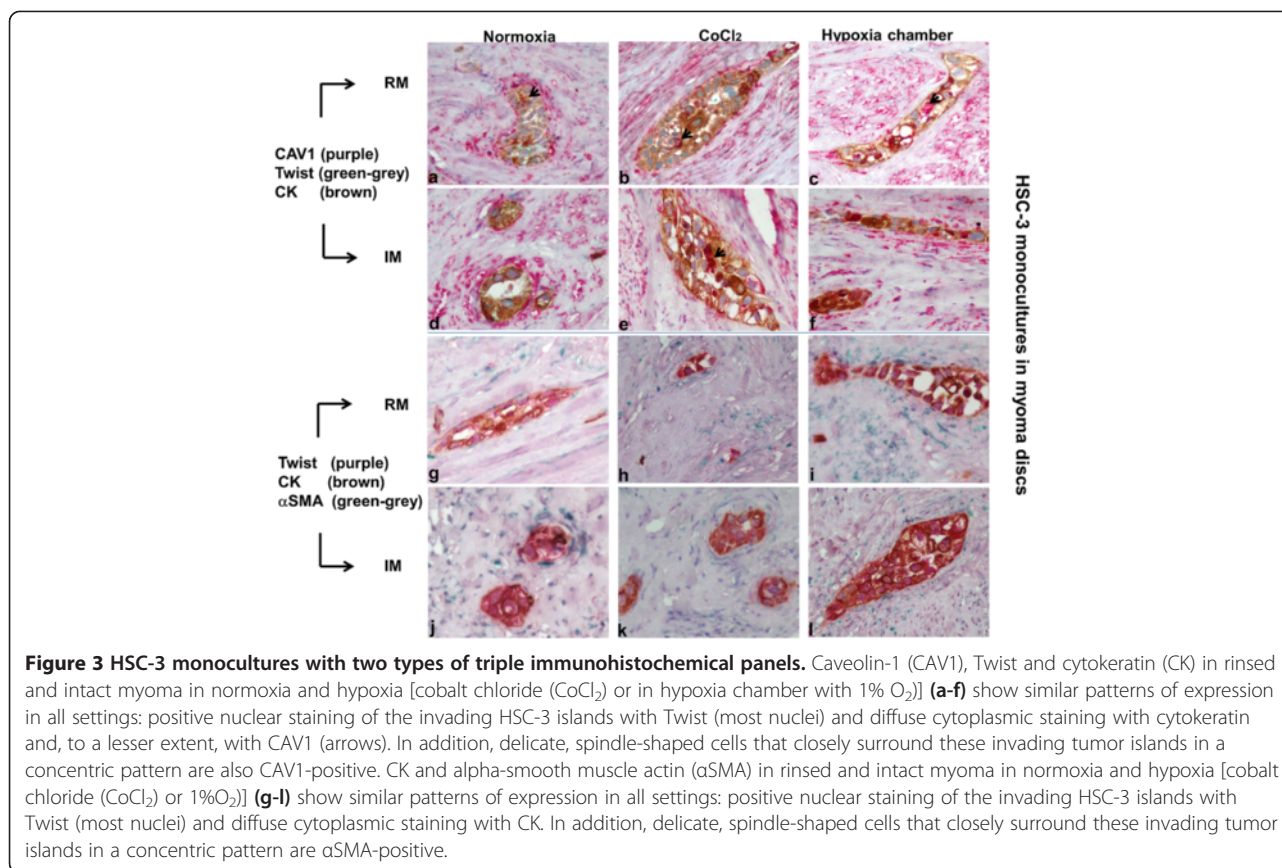 Normoxia CoCl₂ Hypoxia chamber
RM
CAV1 (purple)
Twist (green-grey)
CK (brown)
IM
a b c
d e f
RM
Twist (purple)
CK (brown)
αSMA (green-grey)
IM
g h i
j k l
HSC-3 monocultures in myoma discs
Figure 3 HSC-3 monocultures with two types of triple immunohistochemical panels. Caveolin-1 (CAV1), Twist and cytokeratin (CK) in rinsed
and intact myoma in normoxia and hypoxia [cobalt chloride (CoCl₂) or in hypoxia chamber with 1% O₂)] (a-f) show similar patterns of expression
in all settings: positive nuclear staining of the invading HSC-3 islands with Twist (most nuclei) and diffuse cytoplasmic staining with cytokeratin
and, to a lesser extent, with CAV1 (arrows). In addition, delicate, spindle-shaped cells that closely surround these invading tumor islands in a
concentric pattern are also CAV1-positive. CK and alpha-smooth muscle actin (αSMA) in rinsed and intact myoma in normoxia and hypoxia [cobalt
chloride (CoCl₂) or 1%O₂)] (g-l) show similar patterns of expression in all settings: positive nuclear staining of the invading HSC-3 islands with
Twist (most nuclei) and diffuse cytoplasmic staining with CK. In addition, delicate, spindle-shaped cells that closely surround these invading tumor
islands in a concentric pattern are αSMA-positive.